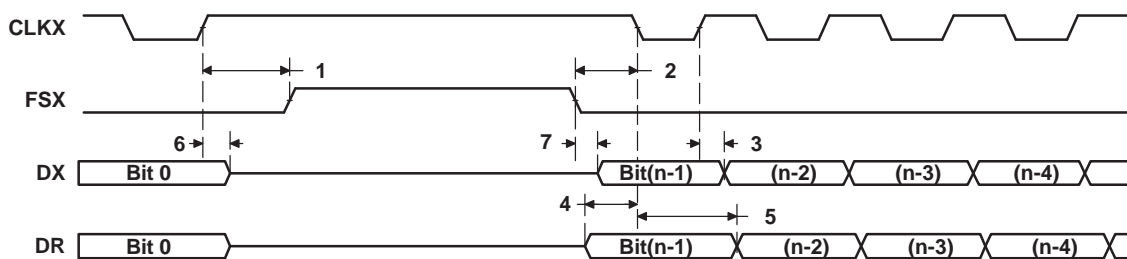 CLKX
1 2
FSX
6 7 3
DX Bit 0 Bit(n-1) (n-2) (n-3) (n-4)
4 5
DR Bit 0 Bit(n-1) (n-2) (n-3) (n-4)